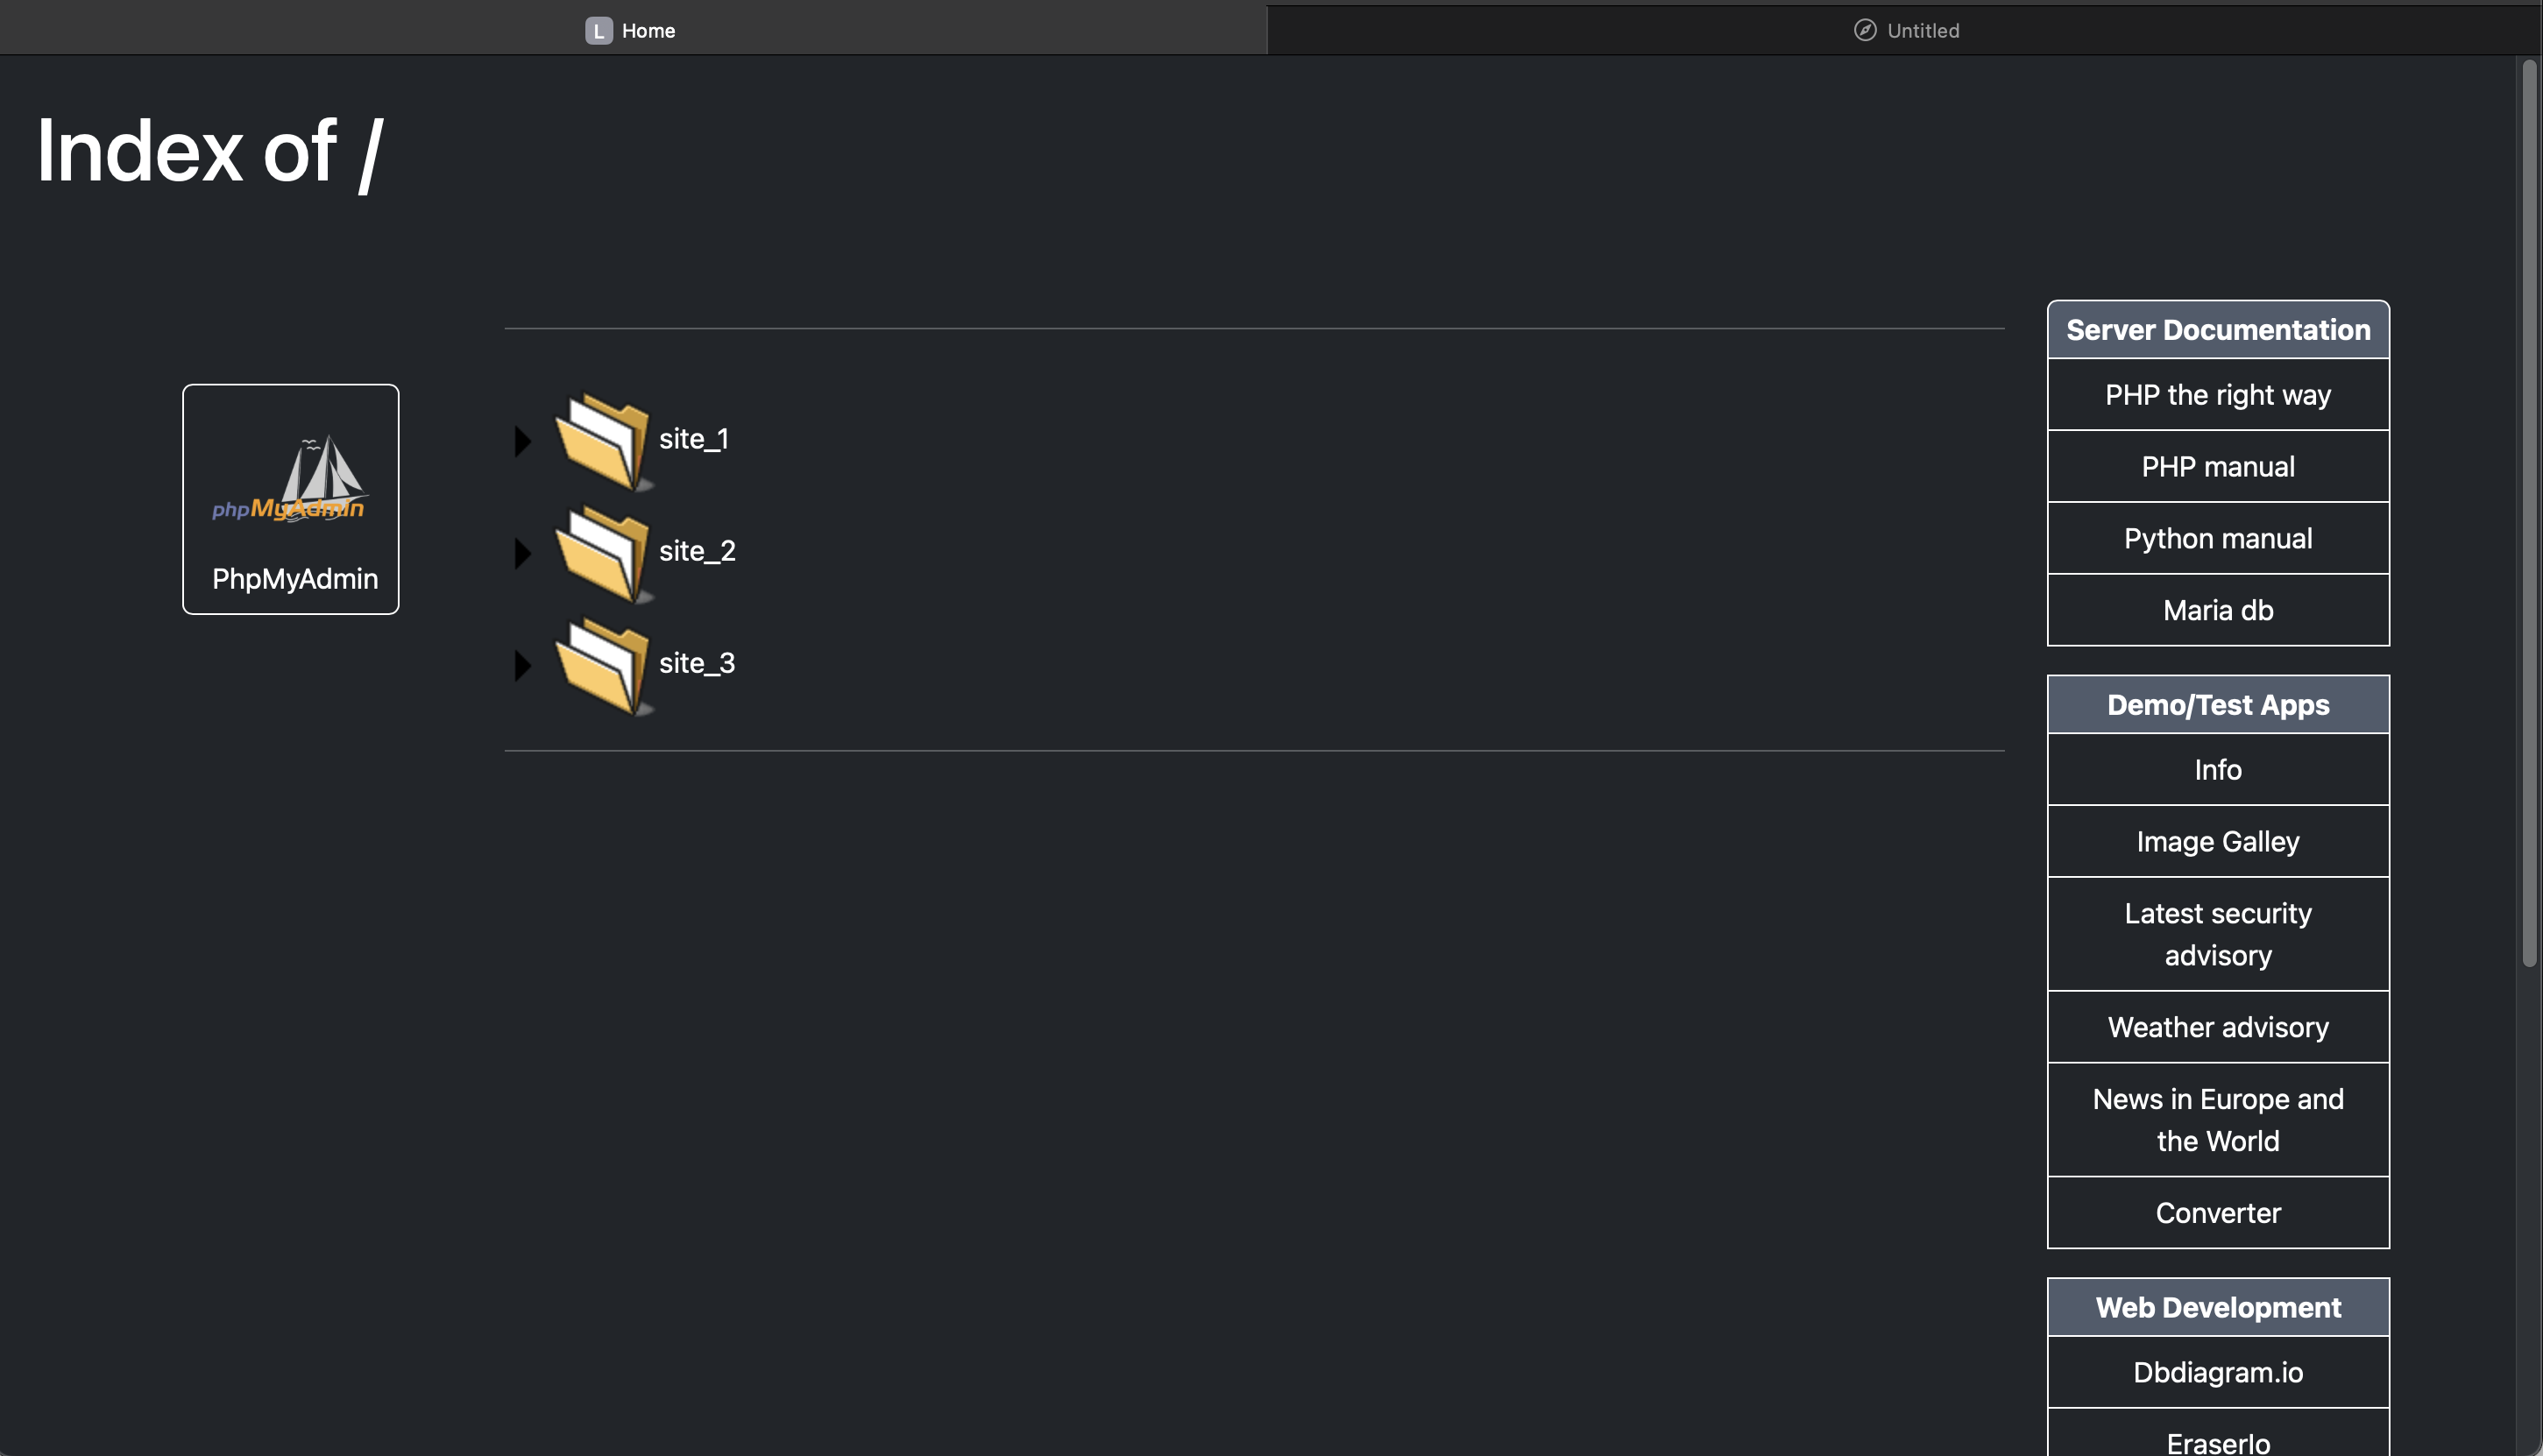 L Home
Untitled
Index of /
phpMyAdmin
PhpMyAdmin
site_1
site_2
site_3
Server Documentation
PHP the right way
PHP manual
Python manual
Maria db
Demo/Test Apps
Info
Image Galley
Latest security
advisory
Weather advisory
News in Europe and
the World
Converter
Web Development
Dbdiagram.io
EraserIo